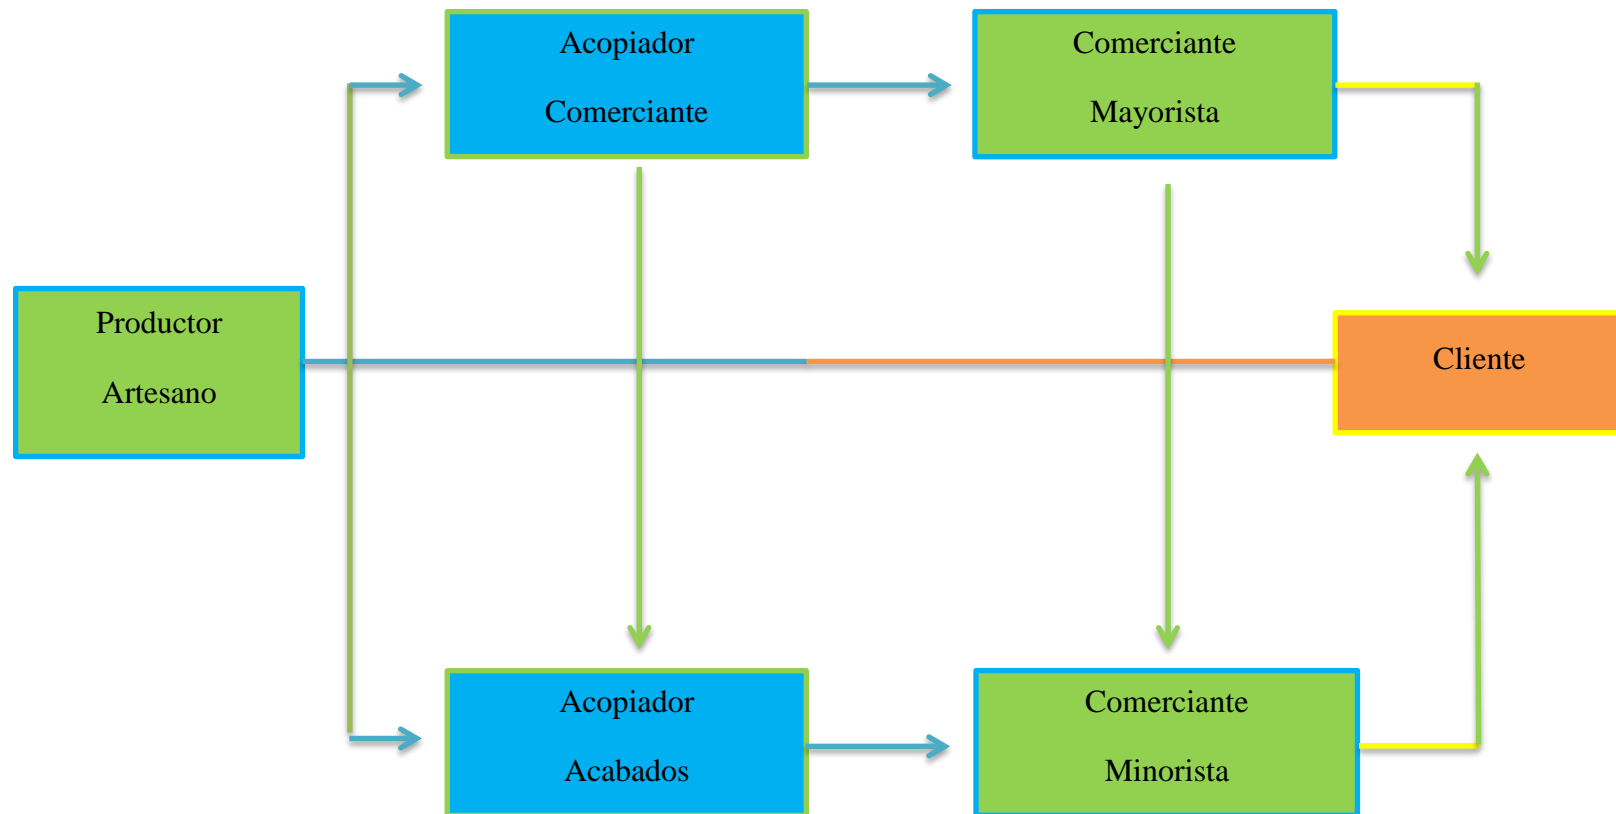 Acopiador
Comerciante
Comerciante
Mayorista
Productor
Artesano
Cliente
Acopiador
Acabados
Comerciante
Minorista